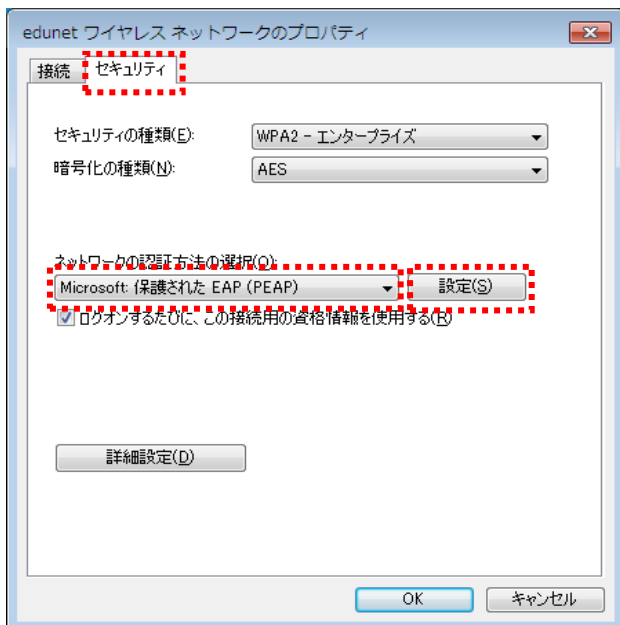 edunet ワイヤレス ネットワークのプロパティ
接続 セキュリティ
セキュリティの種類(E): WPA2 - エンタープライズ
暗号化の種類(N): AES
ネットワークの認証方法の選択(O):
Microsoft: 保護された EAP (PEAP) 設定(S)
ログオンするたびに、この接続用の資格情報を使用する(R)
詳細設定(D)
OK キャンセル